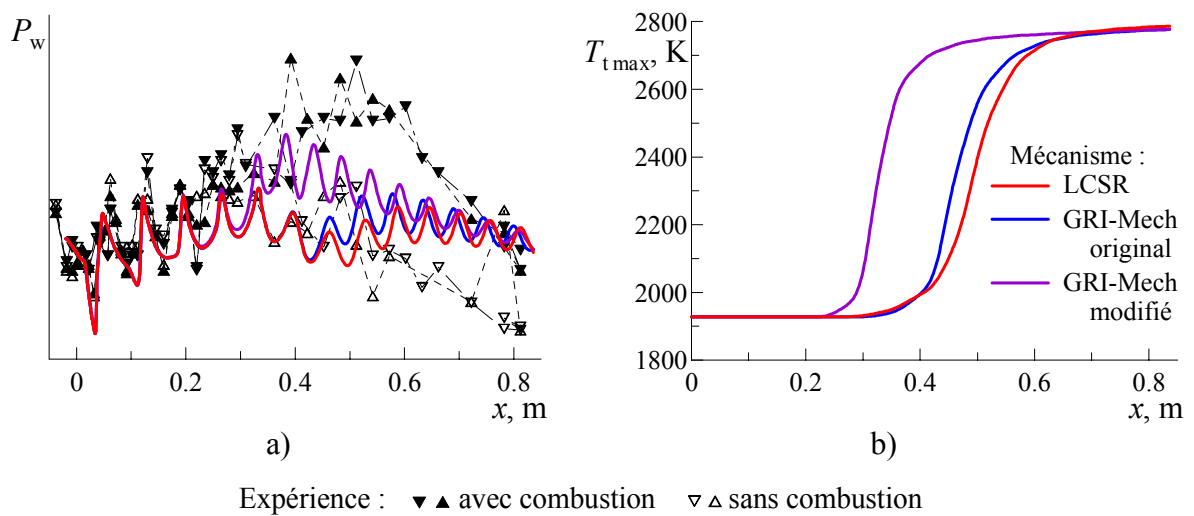 P_w
0
0.2
0.4
0.6
0.8
x, m
a)
2800
T_t max, K
2600
2400
2200
2000
1800
0
0.2
0.4
0.6
0.8
x, m
b)
Mécanisme :
LCSR
GRI-Mech
original
GRI-Mech
modifié
Expérience : ▼ ▲ avec combustion ▽ △ sans combustion